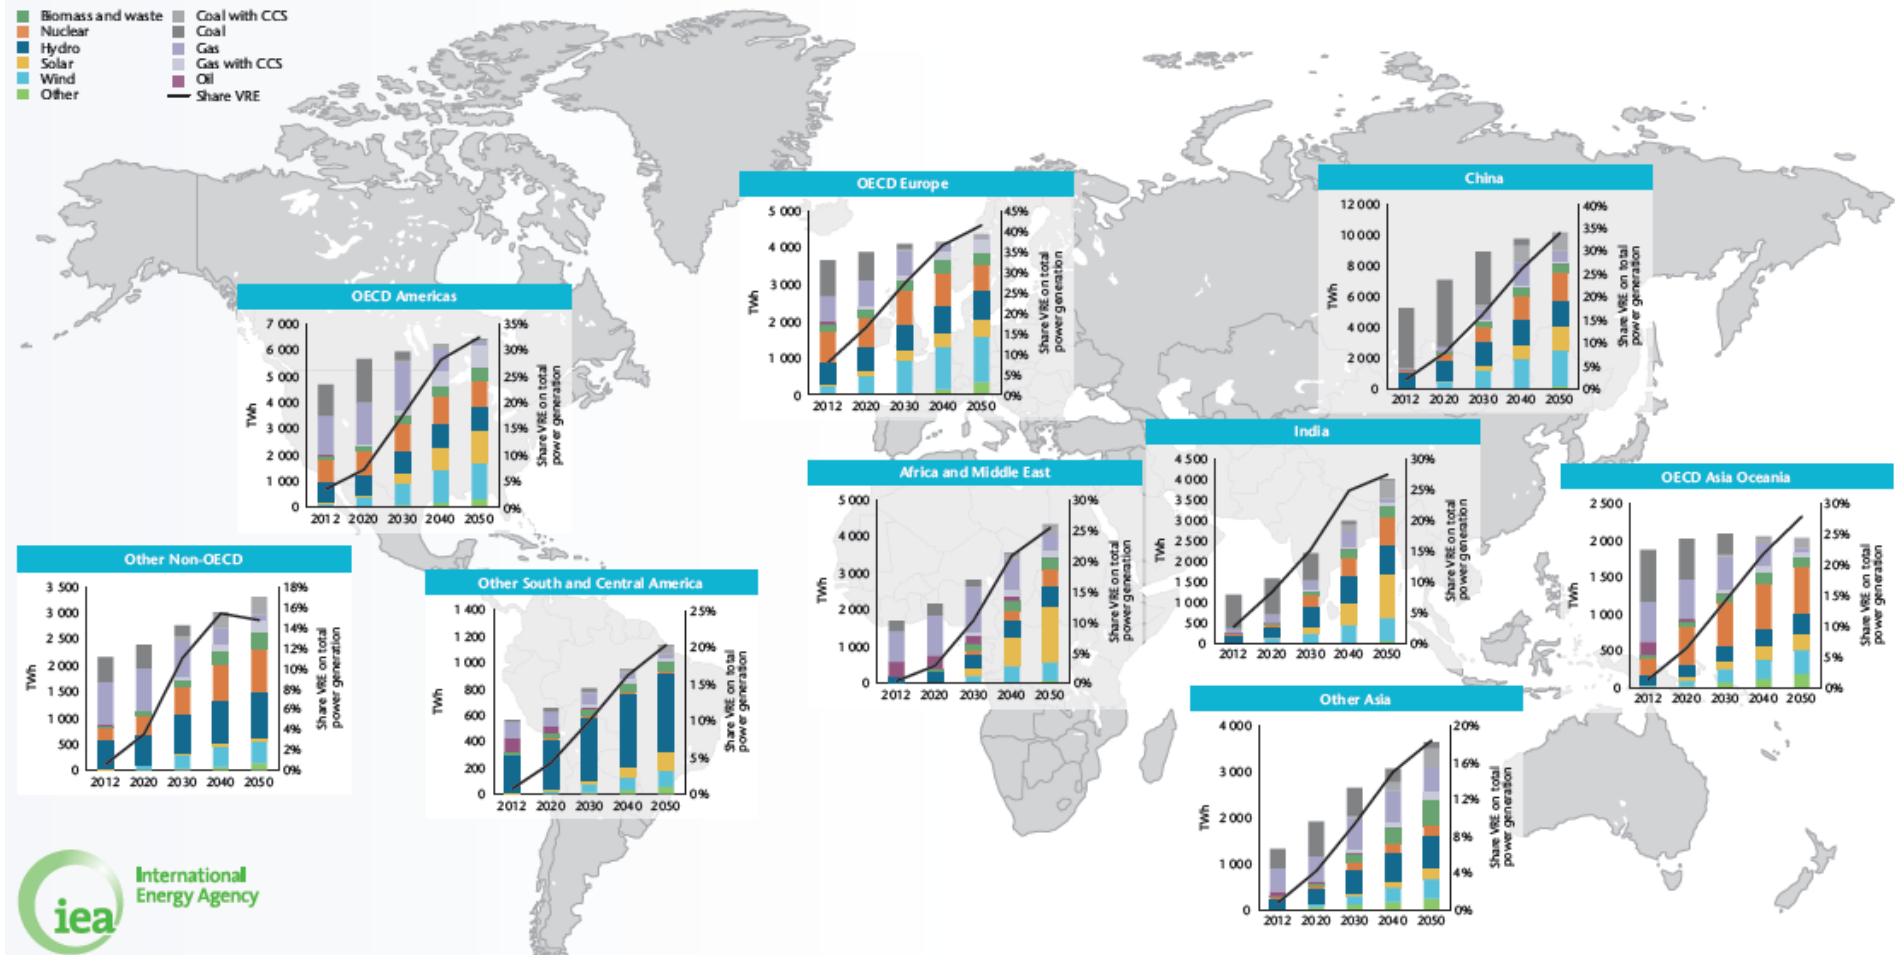 Biomass and waste
Nuclear
Hydro
Solar
Wind
Other
Coal with CCS
Coal
Gas
Gas with CCS
Oil
Share VRE
OECD Europe
5 000
4 000
3 000
2 000
1 000
0
TWh
2012 2020 2030 2040 2050
45%
40%
35%
30%
25%
20%
15%
10%
5%
0%
Share VRE on total
power generation
China
12 000
10 000
8 000
6 000
4 000
2 000
0
TWh
2012 2020 2030 2040 2050
40%
35%
30%
25%
20%
15%
10%
5%
0%
Share VRE on total
power generation
OECD Americas
7 000
6 000
5 000
4 000
3 000
2 000
1 000
0
TWh
2012 2020 2030 2040 2050
35%
30%
25%
20%
15%
10%
5%
0%
Share VRE on total
power generation
India
4 500
4 000
3 500
3 000
2 500
2 000
1 500
1 000
500
0
TWh
2012 2020 2030 2040 2050
30%
25%
20%
15%
10%
5%
0%
Share VRE on total
power generation
Africa and Middle East
5 000
4 000
3 000
2 000
1 000
0
TWh
2012 2020 2030 2040 2050
30%
25%
20%
15%
10%
5%
0%
Share VRE on total
power generation
OECD Asia Oceania
2 500
2 000
1 500
1 000
500
0
TWh
2012 2020 2030 2040 2050
30%
25%
20%
15%
10%
5%
0%
Share VRE on total
power generation
Other Non-OECD
3 500
3 000
2 500
2 000
1 500
1 000
500
0
TWh
2012 2020 2030 2040 2050
18%
16%
14%
12%
10%
8%
6%
4%
2%
0%
Share VRE on total
power generation
Other South and Central America
1 400
1 200
1 000
800
600
400
200
0
TWh
2012 2020 2030 2040 2050
25%
20%
15%
10%
5%
0%
Share VRE on total
power generation
Other Asia
4 000
3 000
2 000
1 000
0
TWh
2012 2020 2030 2040 2050
20%
16%
12%
8%
4%
0%
Share VRE on total
power generation
iea
International
Energy Agency